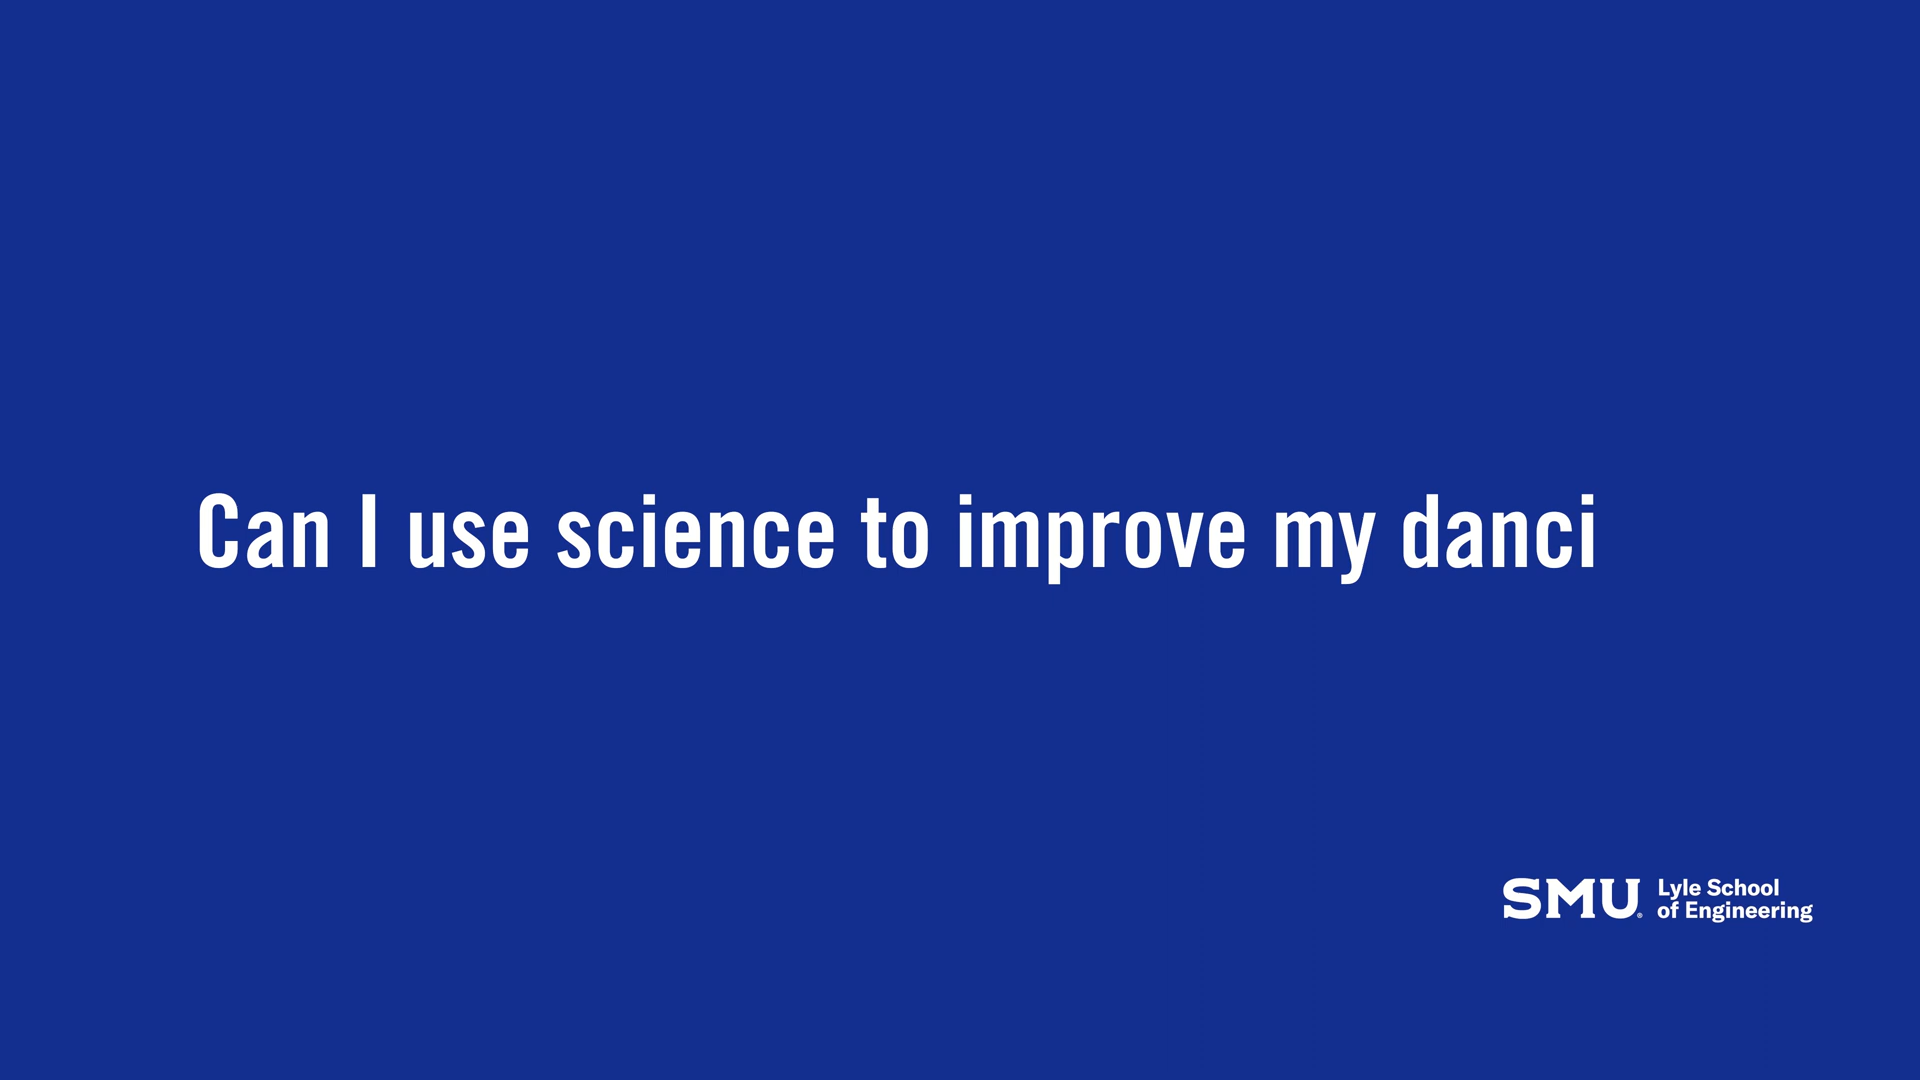 Can I use science to improve my danci
SMU® Lyle School
of Engineering